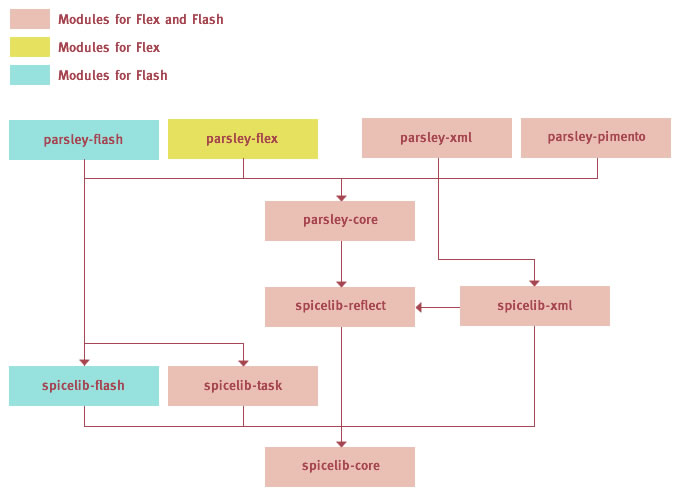 Modules for Flex and Flash
Modules for Flex
Modules for Flash
parsley-flash
parsley-flex
parsley-xml
parsley-pimento
parsley-core
spicelib-reflect
spicelib-xml
spicelib-flash
spicelib-task
spicelib-core